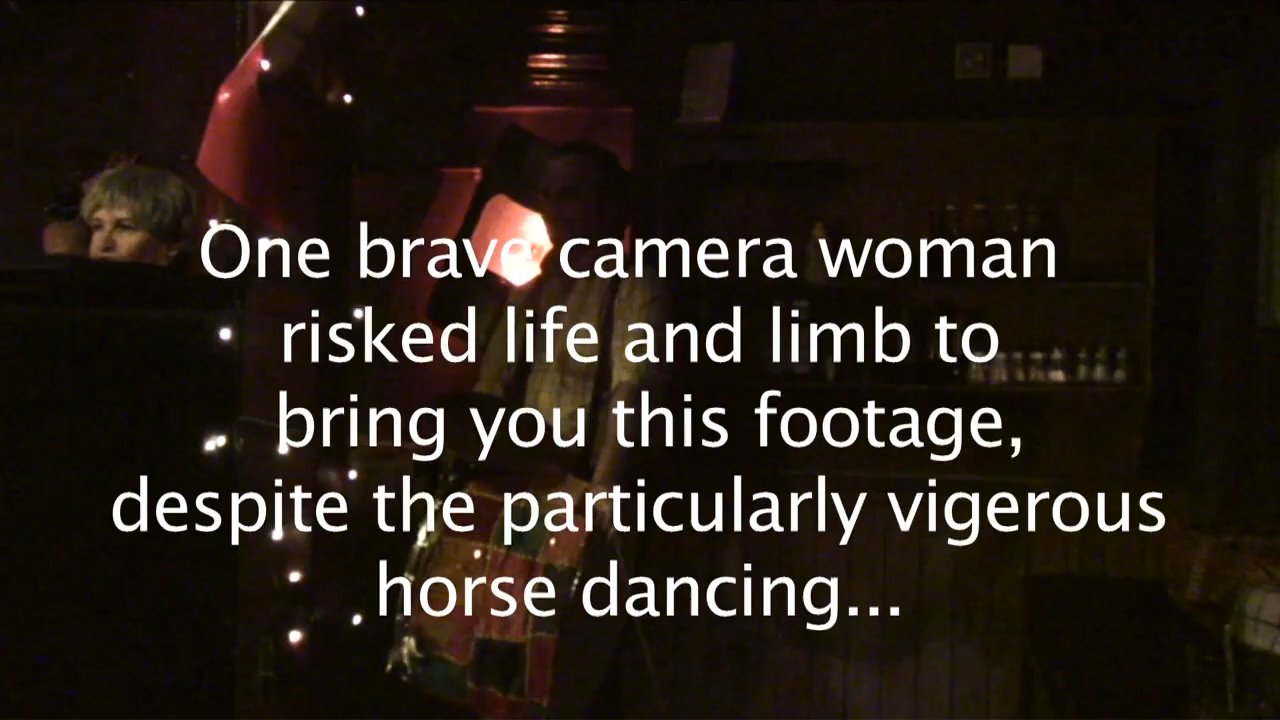 One brave camera woman
risked life and limb to
bring you this footage,
despite the particularly vigerous
horse dancing...